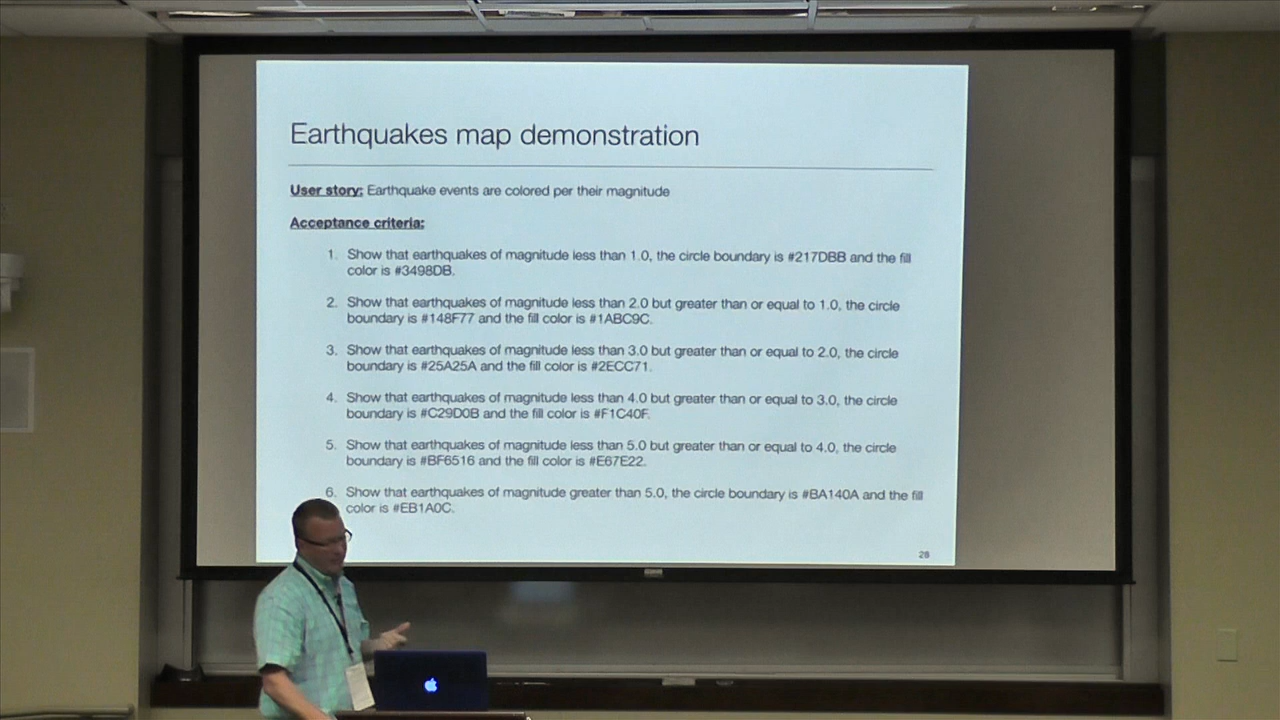 Earthquakes map demonstration
User story: Earthquake events are colored per their magnitude
Acceptance criteria:
1. Show that earthquakes of magnitude less than 1.0, the circle boundary is #217DBB and the fill
color is #3498DB.
2. Show that earthquakes of magnitude less than 2.0 but greater than or equal to 1.0, the circle
boundary is #148F77 and the fill color is #1ABC9C.
3. Show that earthquakes of magnitude less than 3.0 but greater than or equal to 2.0, the circle
boundary is #25A25A and the fill color is #2ECC71.
4. Show that earthquakes of magnitude less than 4.0 but greater than or equal to 3.0, the circle
boundary is #C29D0B and the fill color is #F1C40F.
5. Show that earthquakes of magnitude less than 5.0 but greater than or equal to 4.0, the circle
boundary is #BF6516 and the fill color is #E67E22.
6. Show that earthquakes of magnitude greater than 5.0, the circle boundary is #BA140A and the fill
color is #EB1A0C.
28